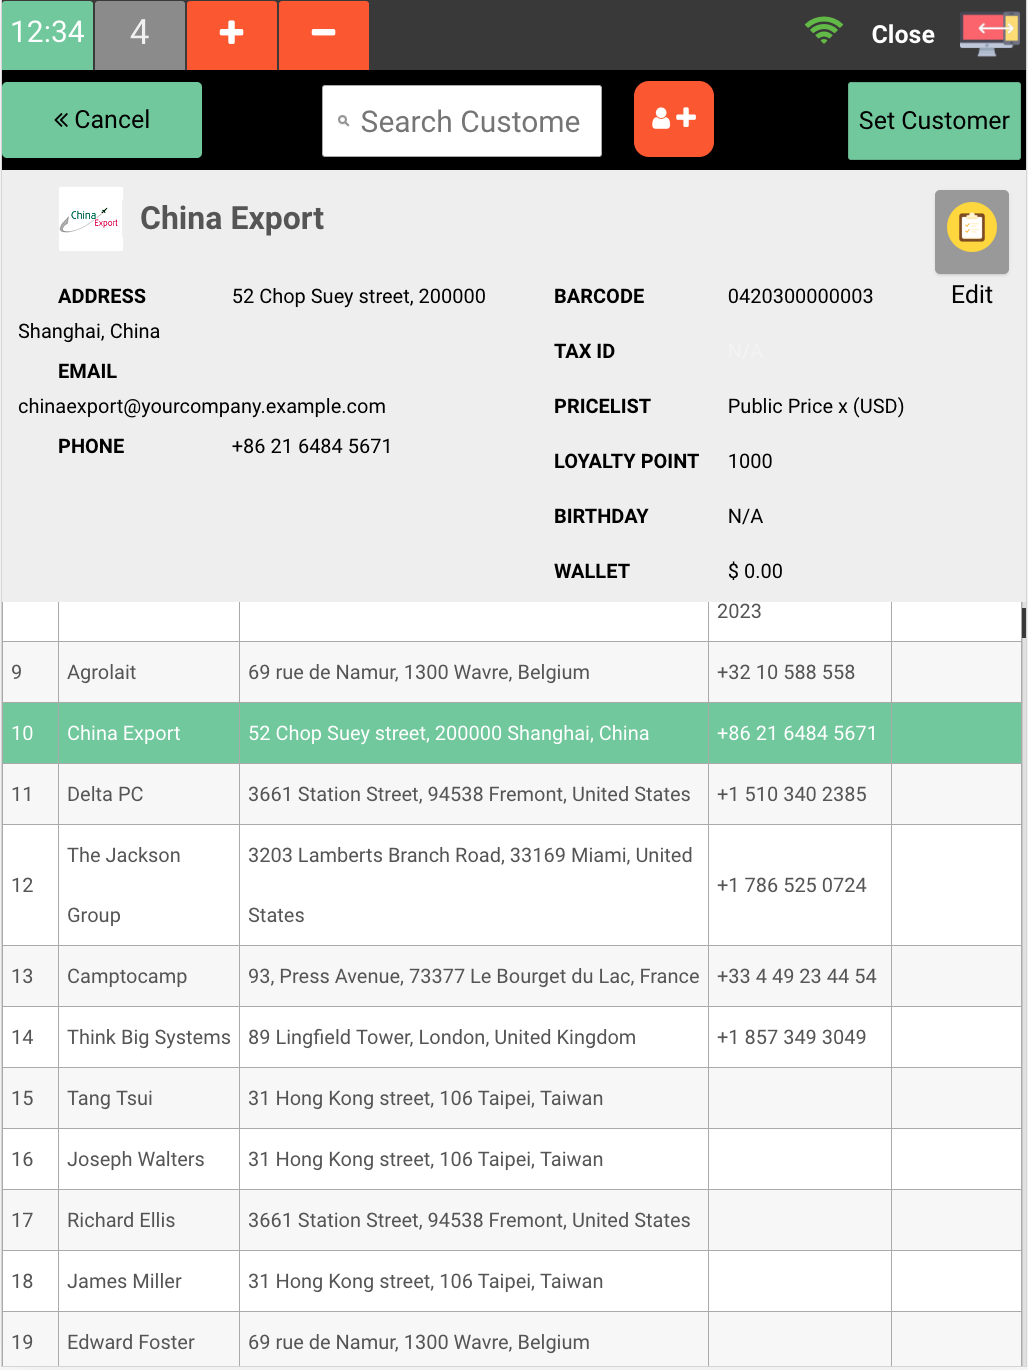 12:34 4 Close
« Cancel Search Custome Set Customer
China Export China Export
ADDRESS 52 Chop Suey street, 200000
Shanghai, China
EMAIL
chinaexport@yourcompany.example.com
PHONE +86 21 6484 5671
BARCODE 0420300000003
TAX ID N/A
PRICELIST Public Price x (USD)
LOYALTY POINT 1000
BIRTHDAY N/A
WALLET $ 0.00
Edit
2023
9 Agrolait 69 rue de Namur, 1300 Wavre, Belgium +32 10 588 558
10 China Export 52 Chop Suey street, 200000 Shanghai, China +86 21 6484 5671
11 Delta PC 3661 Station Street, 94538 Fremont, United States +1 510 340 2385
12 The Jackson
Group
3203 Lamberts Branch Road, 33169 Miami, United
States
+1 786 525 0724
13 Camptocamp 93, Press Avenue, 73377 Le Bourget du Lac, France +33 4 49 23 44 54
14 Think Big Systems 89 Lingfield Tower, London, United Kingdom +1 857 349 3049
15 Tang Tsui 31 Hong Kong street, 106 Taipei, Taiwan
16 Joseph Walters 31 Hong Kong street, 106 Taipei, Taiwan
17 Richard Ellis 3661 Station Street, 94538 Fremont, United States
18 James Miller 31 Hong Kong street, 106 Taipei, Taiwan
19 Edward Foster 69 rue de Namur, 1300 Wavre, Belgium